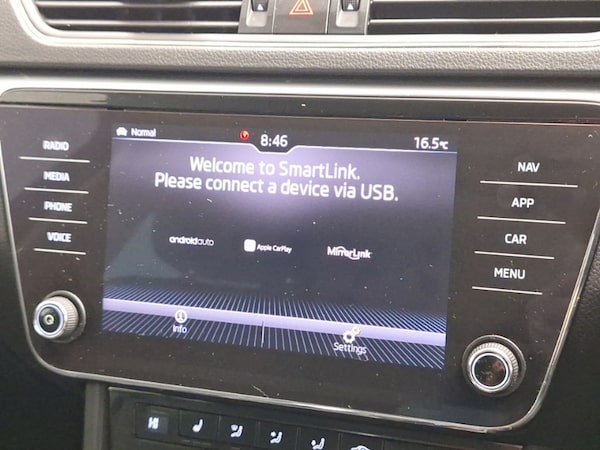 Normal
8:46
16.5℃
RADIO
MEDIA
PHONE
VOICE
Welcome to SmartLink.
Please connect a device via USB.
androidauto
Apple CarPlay
MirrorLink
Info
Settings
NAV
APP
CAR
MENU
HI